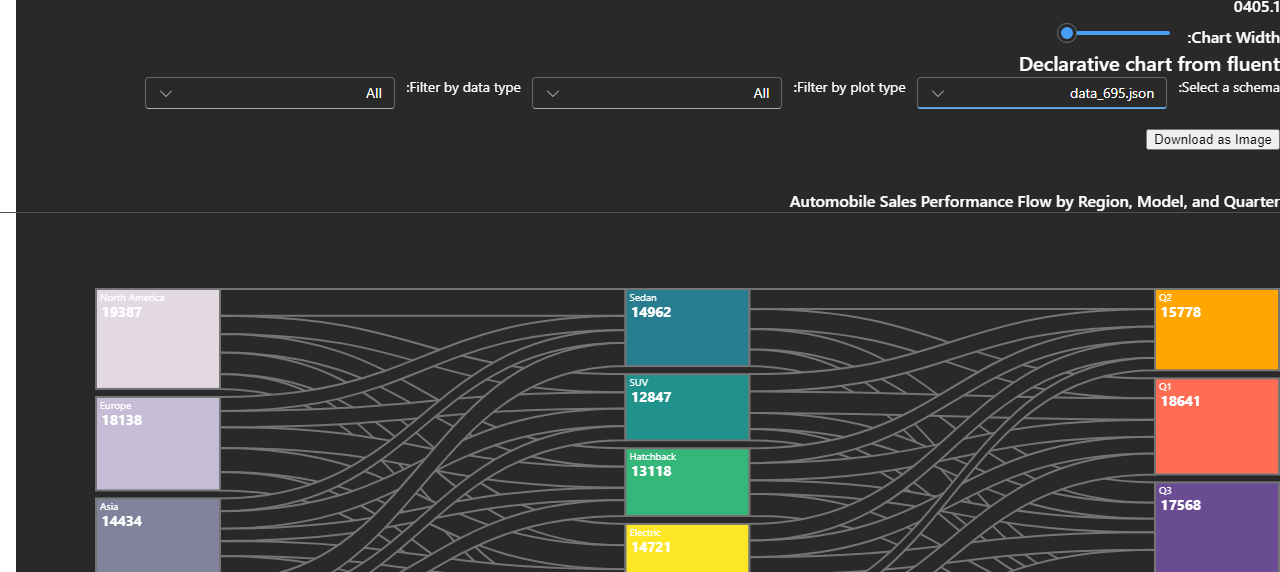 0405.1
:Chart Width
Declarative chart from fluent
:Select a schema
data_695.json
:Filter by plot type
All
:Filter by data type
All
Download as Image
Automobile Sales Performance Flow by Region, Model, and Quarter
North America
19387
Sedan
14962
Q2
15778
SUV
12847
Q1
18641
Europe
18138
Hatchback
13118
Q3
17568
Asia
14434
Electric
14721